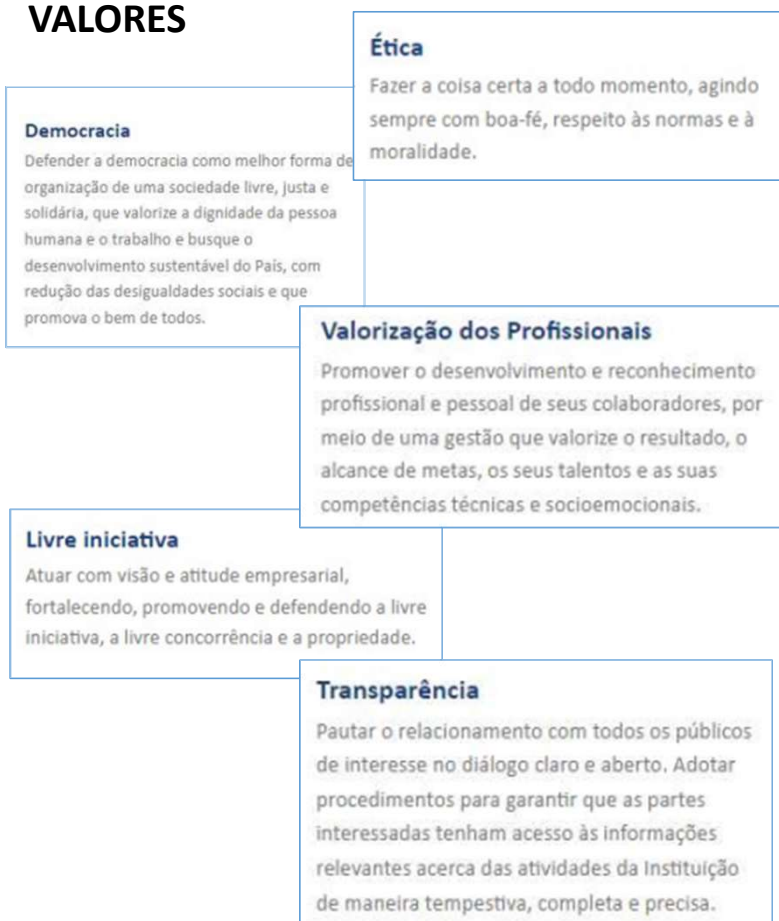 VALORES
Ética
Fazer a coisa certa a todo momento, agindo
sempre com boa-fé, respeito às normas e à
moralidade.
Democracia
Defender a democracia como melhor forma de
organização de uma sociedade livre, justa e
solidária, que valorize a dignidade da pessoa
humana e o trabalho e busque o
desenvolvimento sustentável do País, com
redução das desigualdades sociais e que
promova o bem de todos.
Valorização dos Profissionais
Promover o desenvolvimento e reconhecimento
profissional e pessoal de seus colaboradores, por
meio de uma gestão que valorize o resultado, o
alcance de metas, os seus talentos e as suas
competências técnicas e socioemocionais.
Livre iniciativa
Atuar com visão e atitude empresarial,
fortalecendo, promovendo e defendendo a livre
iniciativa, a livre concorrência e a propriedade.
Transparência
Pautar o relacionamento com todos os públicos
de interesse no diálogo claro e aberto. Adotar
procedimentos para garantir que as partes
interessadas tenham acesso às informações
relevantes acerca das atividades da Instituição
de maneira tempestiva, completa e precisa.